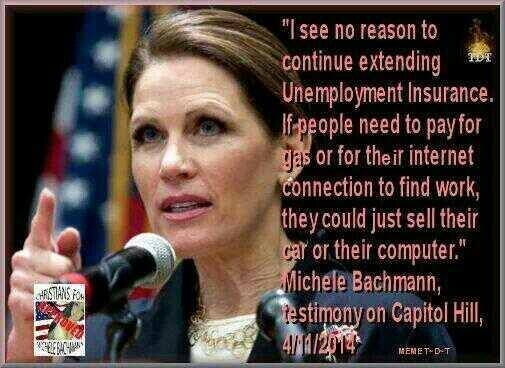 "I see no reason to
continue extending
Unemployment Insurance.
If people need to pay for
gas or for their internet
connection to find work,
they could just sell their
car or their computer."
Michele Bachmann,
testimony on Capitol Hill,
4/11/2014
TDT
CHRISTIANS FOR
MICHELE BACHMANN
MEMET-D-T